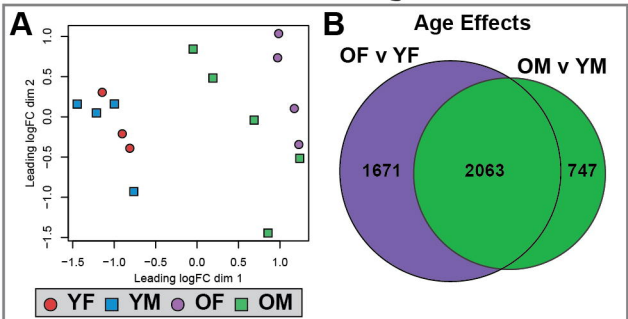 A
Leading logFC dim 2
1.0
0.5
0.0
−0.5
−1.0
−1.5
−1.5 −1.0 −0.5 0.0 0.5 1.0
Leading logFC dim 1
YF YM OF OM
B
Age Effects
OF v YF
OM v YM
1671 2063 747